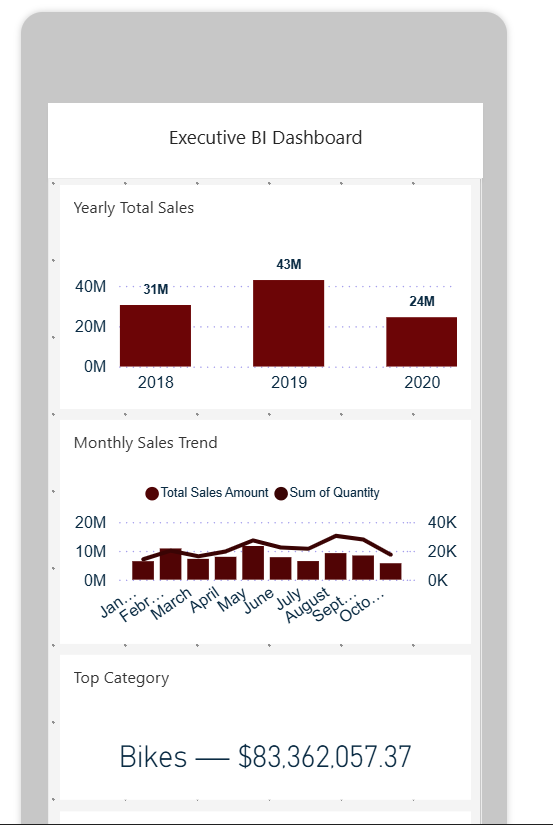 Executive BI Dashboard
Yearly Total Sales
43M
40M
31M
24M
20M
0M
2018 2019 2020
Monthly Sales Trend
Total Sales Amount Sum of Quantity
20M 40K
10M 20K
0M 0K
Jan... Febr... March April May June July August Sept... Octo...
Top Category
Bikes — $83,362,057.37